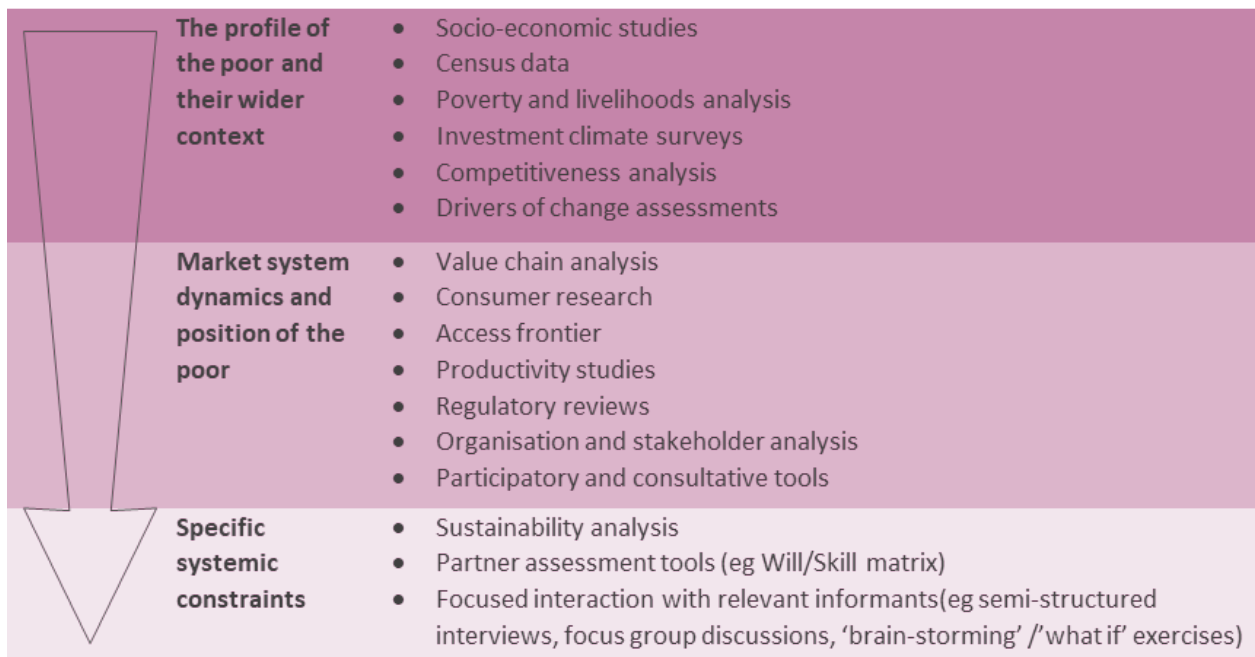 The profile of the poor and their wider context
• Socio-economic studies
• Census data
• Poverty and livelihoods analysis
• Investment climate surveys
• Competitiveness analysis
• Drivers of change assessments
Market system dynamics and position of the poor
• Value chain analysis
• Consumer research
• Access frontier
• Productivity studies
• Regulatory reviews
• Organisation and stakeholder analysis
• Participatory and consultative tools
Specific systemic constraints
• Sustainability analysis
• Partner assessment tools (eg Will/Skill matrix)
• Focused interaction with relevant informants(eg semi-structured
interviews, focus group discussions, ‘brain-storming’ /’what if’ exercises)